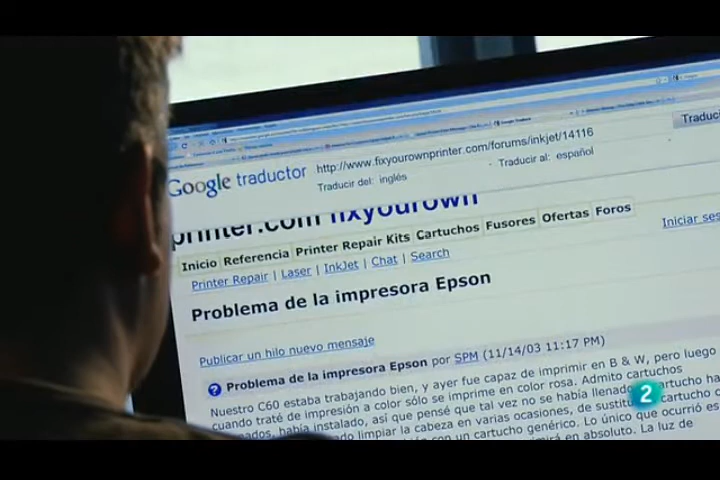 Google traductor
http://www.fixyourownprinter.com/forums/inkjet/14116
Traduci
Traducir del: inglés
Traducir al: español
printer.com fixyourown
Inicio Referencia Printer Repair Kits Cartuchos Fusores Ofertas Foros
Iniciar ses
Printer Repair | Laser | InkJet | Chat | Search
Problema de la impresora Epson
Publicar un hilo nuevo mensaje
Problema de la impresora Epson por SPM (11/14/03 11:17 PM)
Nuestro C60 estaba trabajando bien, y ayer fue capaz de imprimir en B & W, pero luego
cuando traté de impresión a color sólo se imprime en color rosa. Admito cartuchos
nados, había instalado, así que pensé que tal vez no se había llenado cartucho ha
do limpiar la cabeza en varias ocasiones, de sustitu cartucho o
con un cartucho genérico. Lo único que ocurrió es
imirá en absoluto. La luz de
2